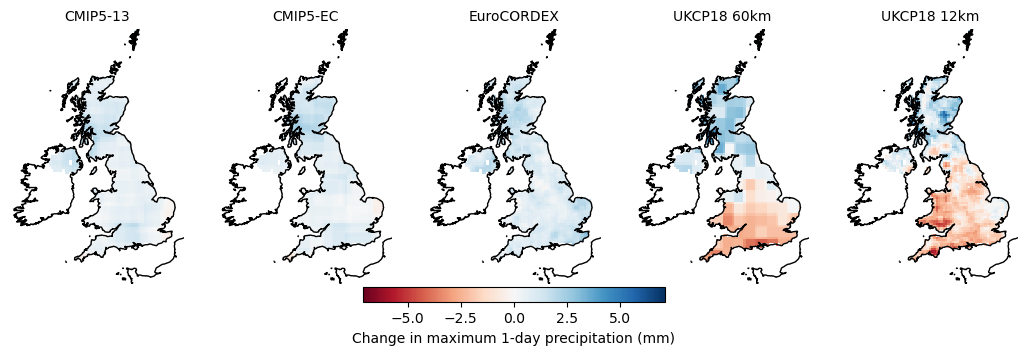 CMIP5-13 CMIP5-EC EuroCORDEX UKCP18 60km UKCP18 12km
−5.0 −2.5 0.0 2.5 5.0
Change in maximum 1-day precipitation (mm)